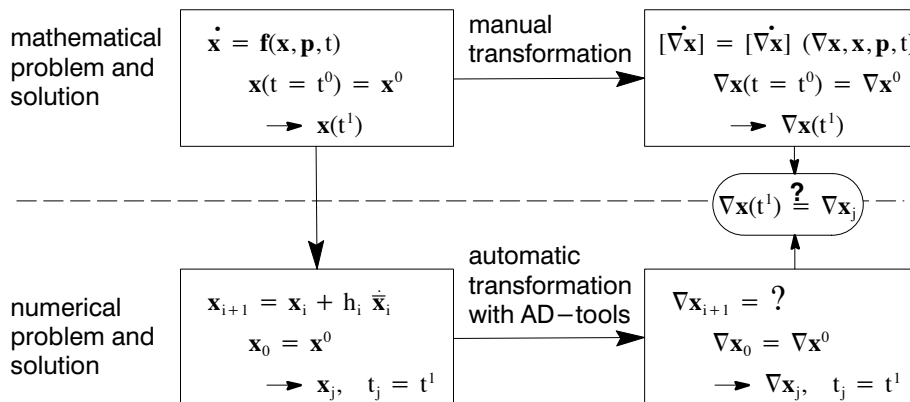 mathematical
problem and
solution
ẋ = f(x, p, t)
x(t = t⁰) = x⁰
→ x(t¹)
manual
transformation
[∇ẋ] = [∇ẋ] (∇x, x, p, t)
∇x(t = t⁰) = ∇x⁰
→ ∇x(t¹)
∇x(t¹) ≟ ∇xⱼ
numerical
problem and
solution
xᵢ₊₁ = xᵢ + hᵢ ẋ̄ᵢ
x₀ = x⁰
→ xⱼ, tⱼ = t¹
automatic
transformation
with AD−tools
∇xᵢ₊₁ = ?
∇x₀ = ∇x⁰
→ ∇xⱼ, tⱼ = t¹